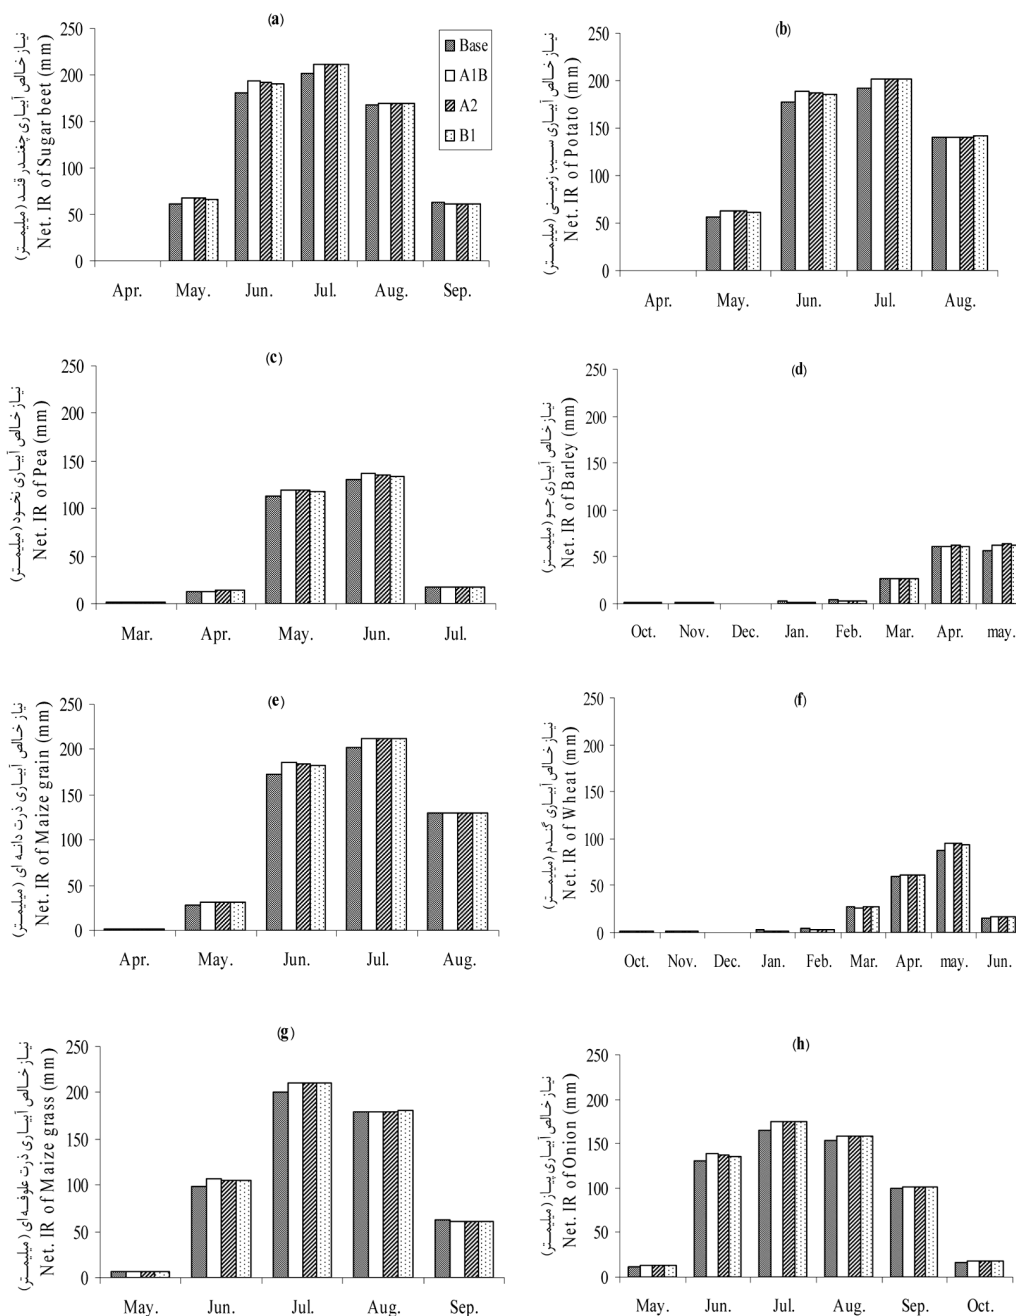 (a)
نیاز خالص آبیاری چغندر قند (میلیمتر)
Net. IR of Sugar beet (mm)
250
200
150
100
50
0
Apr. May. Jun. Jul. Aug. Sep.
Base
A1B
A2
B1
(b)
نیاز خالص آبیاری سیب زمینی (میلیمتر)
Net. IR of Potato (mm)
250
200
150
100
50
0
Apr. May. Jun. Jul. Aug.
(c)
نیاز خالص آبیاری نخود (میلیمتر)
Net. IR of Pea (mm)
250
200
150
100
50
0
Mar. Apr. May. Jun. Jul.
(d)
نیاز خالص آبیاری جو (میلیمتر)
Net. IR of Barley (mm)
250
200
150
100
50
0
Oct. Nov. Dec. Jan. Feb. Mar. Apr. may.
(e)
نیاز خالص آبیاری ذرت دانه ای (میلیمتر)
Net. IR of Maize grain (mm)
250
200
150
100
50
0
Apr. May. Jun. Jul. Aug.
(f)
نیاز خالص آبیاری گندم (میلیمتر)
Net. IR of Wheat (mm)
250
200
150
100
50
0
Oct. Nov. Dec. Jan. Feb. Mar. Apr. may. Jun.
(g)
نیاز خالص آبیاری ذرت علوفه ای (میلیمتر)
Net. IR of Maize grass (mm)
250
200
150
100
50
0
May. Jun. Jul. Aug. Sep.
(h)
نیاز خالص آبیاری پیاز (میلیمتر)
Net. IR of Onion (mm)
250
200
150
100
50
0
May. Jun. Jul. Aug. Sep. Oct.